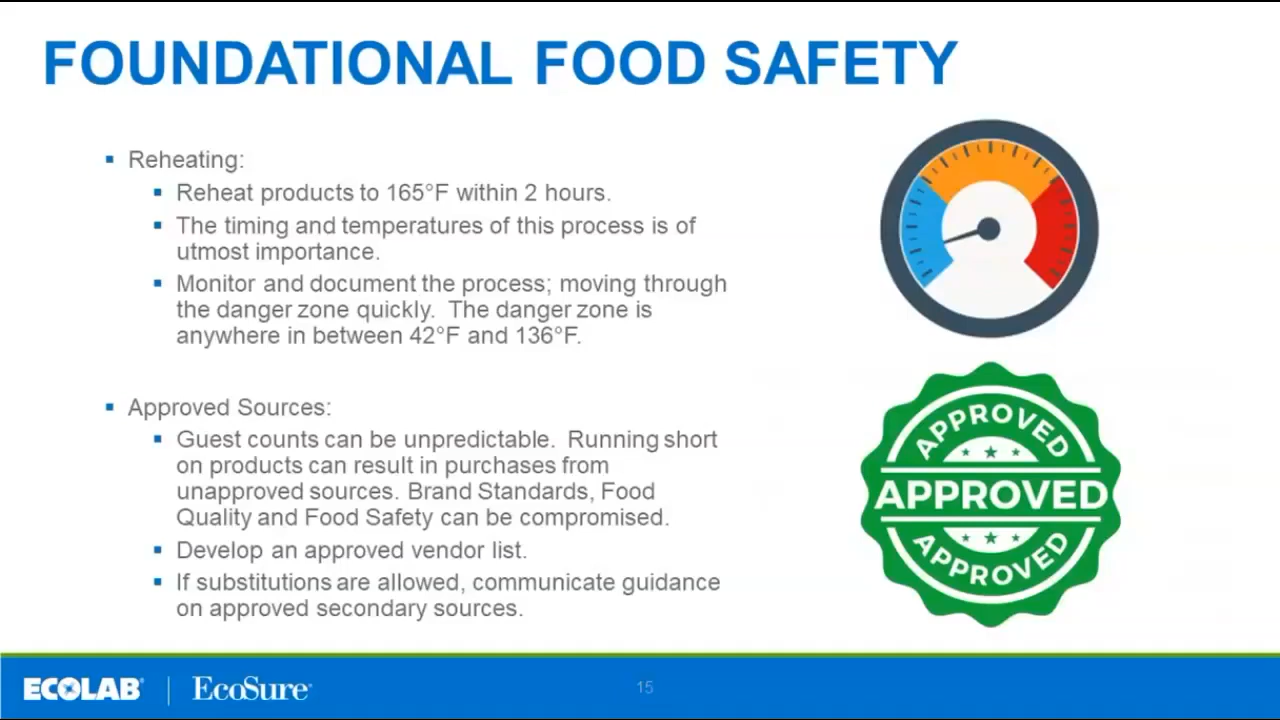 FOUNDATIONAL FOOD SAFETY
▪ Reheating:
▪ Reheat products to 165°F within 2 hours.
▪ The timing and temperatures of this process is of
utmost importance.
▪ Monitor and document the process; moving through
the danger zone quickly.  The danger zone is
anywhere in between 42°F and 136°F.
▪ Approved Sources:
▪ Guest counts can be unpredictable.  Running short
on products can result in purchases from
unapproved sources. Brand Standards, Food
Quality and Food Safety can be compromised.
▪ Develop an approved vendor list.
▪ If substitutions are allowed, communicate guidance
on approved secondary sources.
APPROVED
APPROVED
APPROVED
ECOLAB® | EcoSure®
15